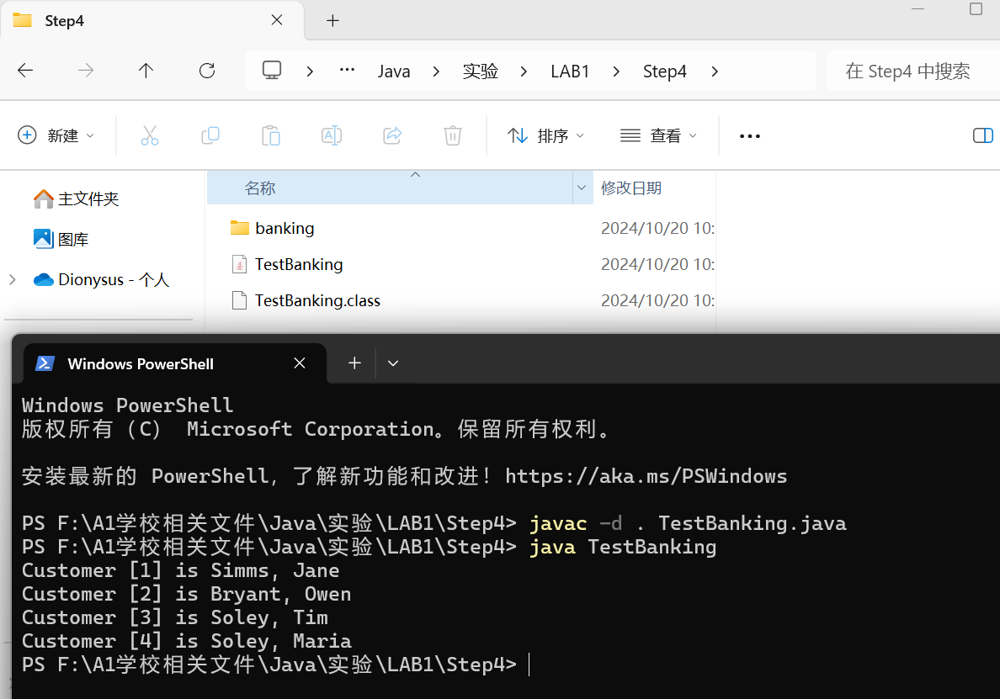 Step4
Java 实验 LAB1 Step4 在 Step4 中搜索
新建 排序 查看
名称 修改日期
主文件夹
banking 2024/10/20 10:
图库
TestBanking 2024/10/20 10:
Dionysus - 个人
TestBanking.class 2024/10/20 10:
Windows PowerShell
Windows PowerShell
版权所有 (C) Microsoft Corporation。保留所有权利。
安装最新的 PowerShell，了解新功能和改进！https://aka.ms/PSWindows
PS F:\A1学校相关文件\Java\实验\LAB1\Step4> javac -d . TestBanking.java
PS F:\A1学校相关文件\Java\实验\LAB1\Step4> java TestBanking
Customer [1] is Simms, Jane
Customer [2] is Bryant, Owen
Customer [3] is Soley, Tim
Customer [4] is Soley, Maria
PS F:\A1学校相关文件\Java\实验\LAB1\Step4>